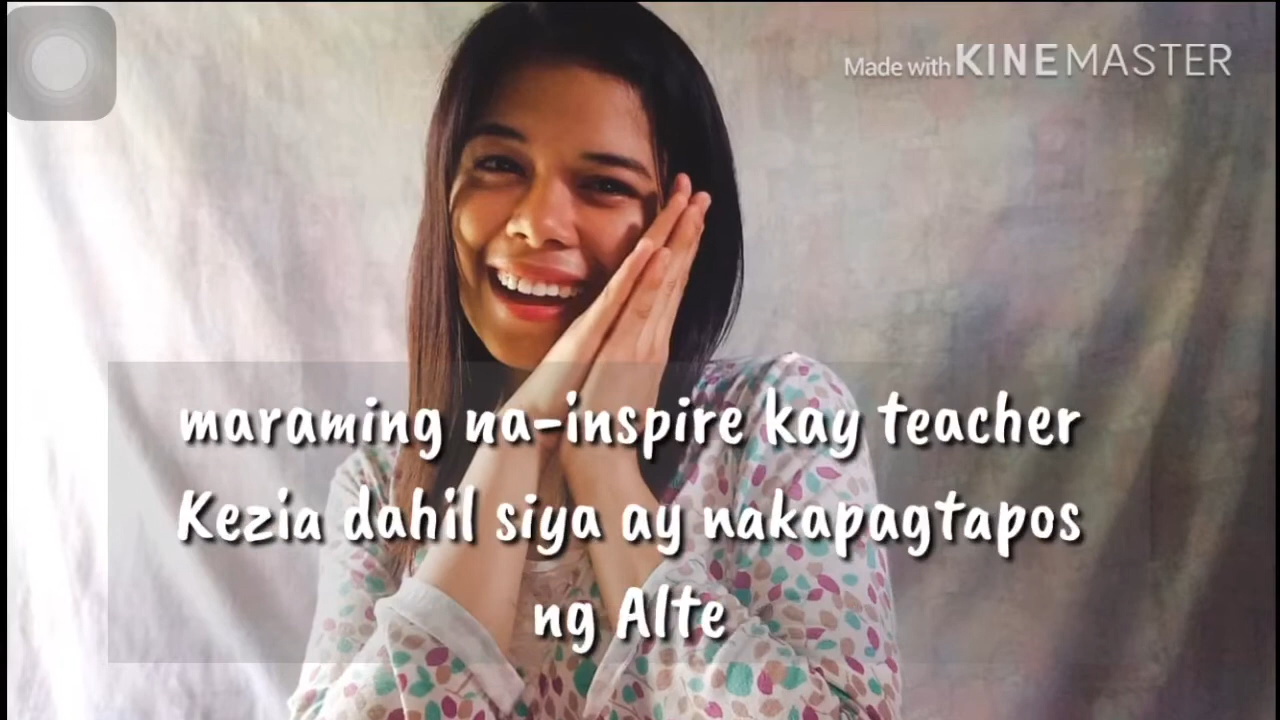 Made with KINEMASTER
maraming na-inspire kay teacher
Kezia dahil siya ay nakapagtapos
ng Alte